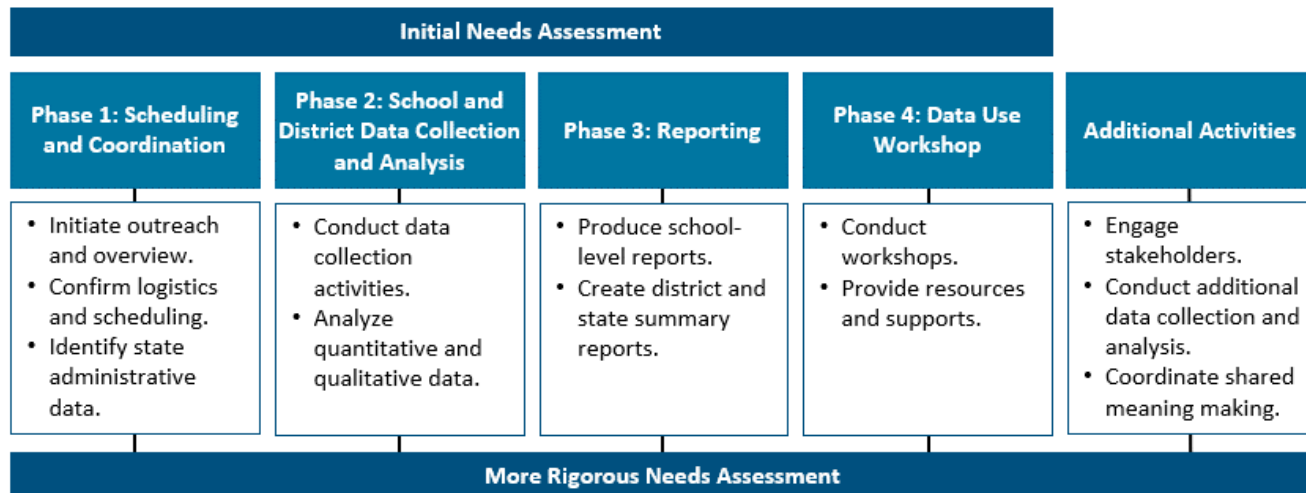 Initial Needs Assessment
Phase 1: Scheduling
and Coordination
Phase 2: School and
District Data Collection
and Analysis
Phase 3: Reporting
Phase 4: Data Use
Workshop
Additional Activities
• Initiate outreach
and overview.
• Confirm logistics
and scheduling.
• Identify state
administrative
data.
• Conduct data
collection
activities.
• Analyze
quantitative and
qualitative data.
• Produce school-
level reports.
• Create district and
state summary
reports.
• Conduct
workshops.
• Provide resources
and supports.
• Engage
stakeholders.
• Conduct additional
data collection and
analysis.
• Coordinate shared
meaning making.
More Rigorous Needs Assessment